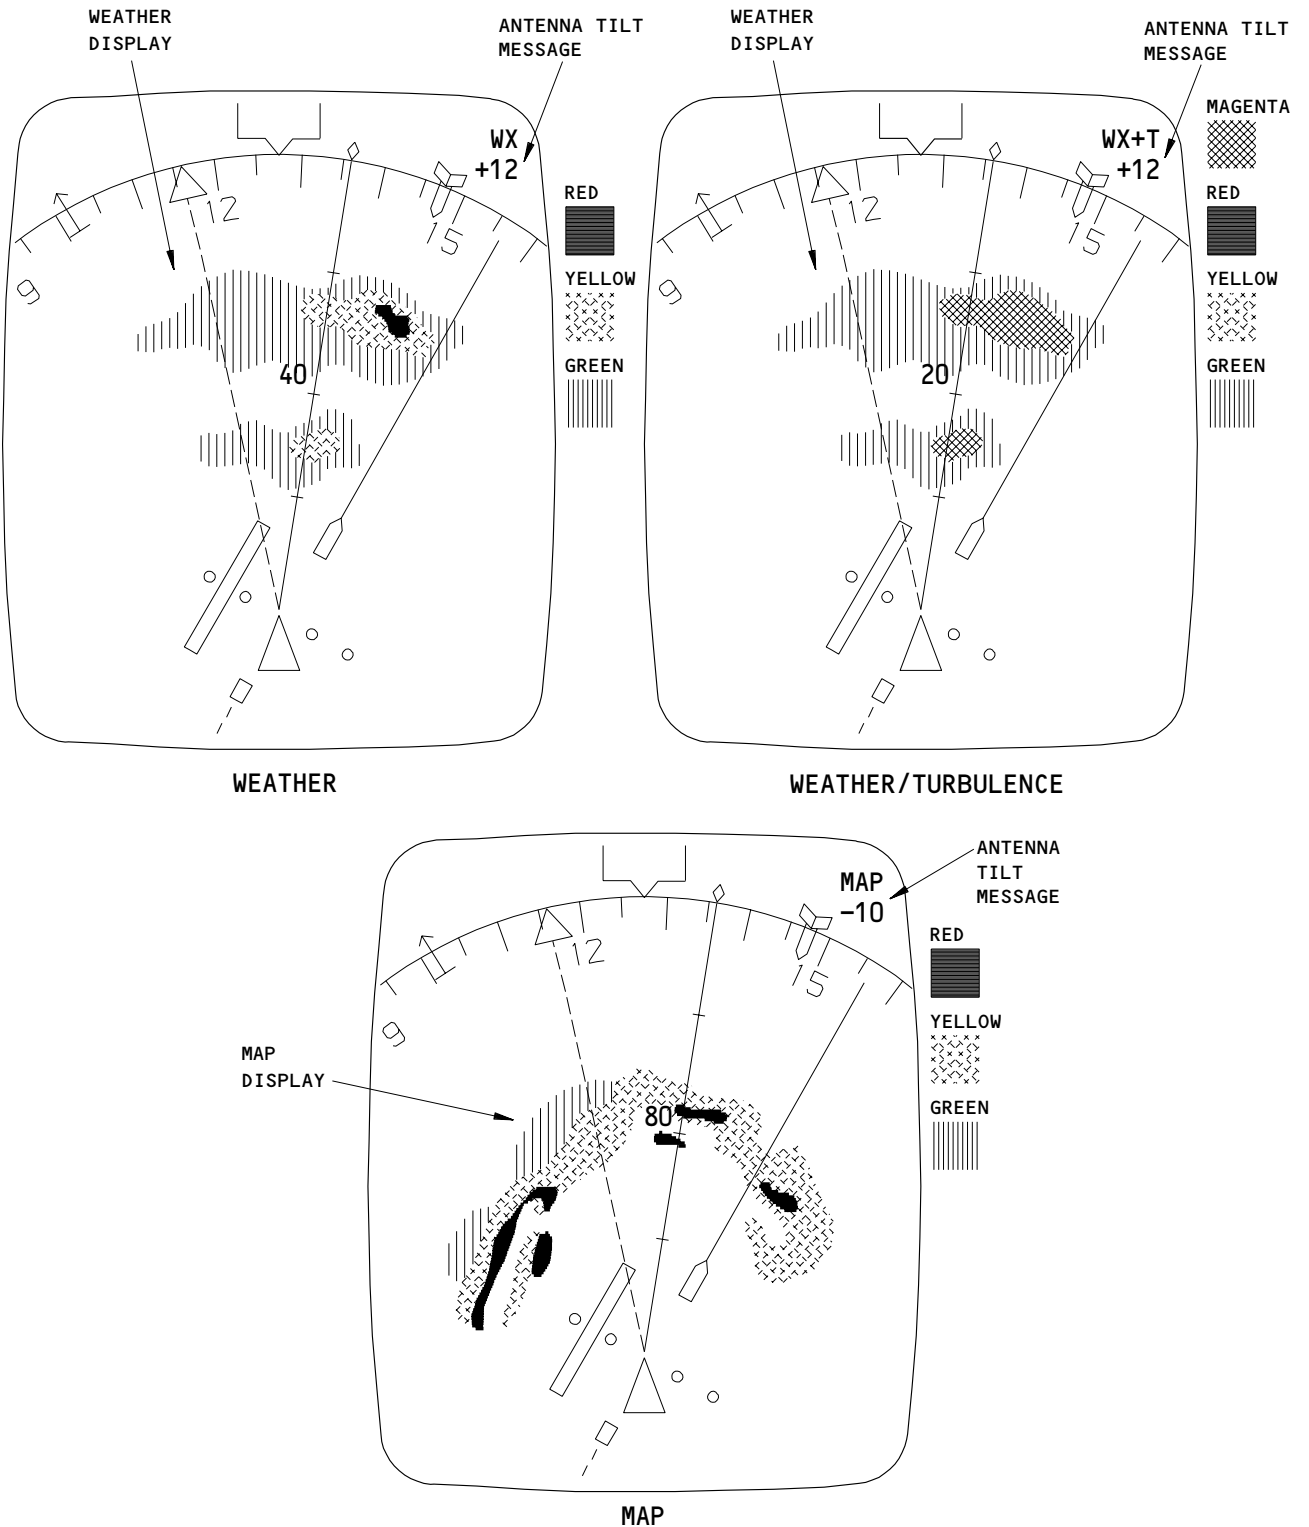 WEATHER
DISPLAY
ANTENNA TILT
MESSAGE
WX
+12
12
15
9
40
RED
YELLOW
GREEN
WEATHER
WEATHER
DISPLAY
ANTENNA TILT
MESSAGE
WX+T
+12
12
15
9
20
MAGENTA
RED
YELLOW
GREEN
WEATHER/TURBULENCE
ANTENNA
TILT
MESSAGE
MAP
-10
12
15
9
MAP
DISPLAY
80
RED
YELLOW
GREEN
MAP